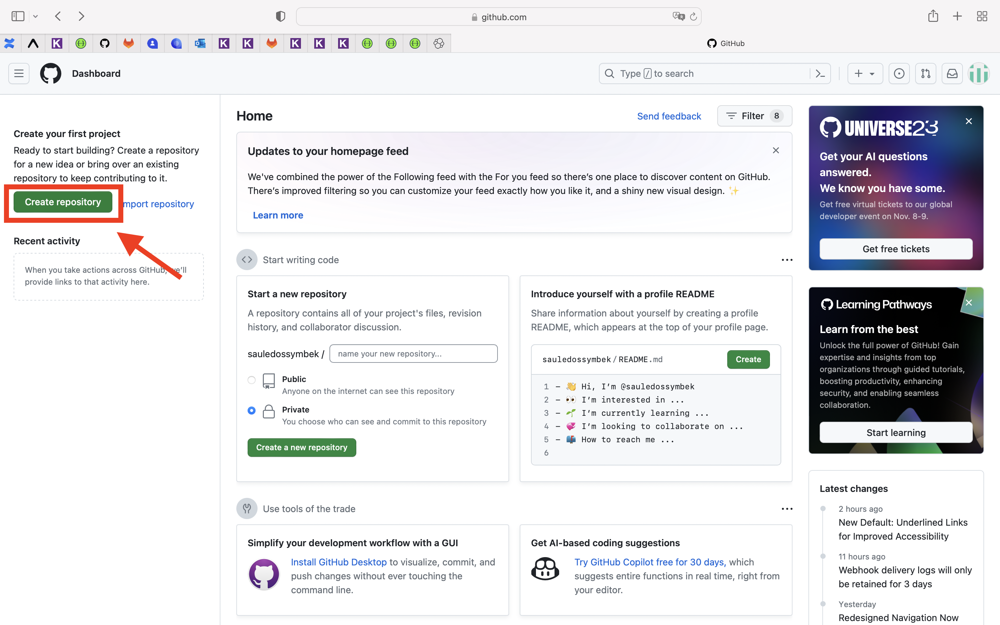 github.com
GitHub
Dashboard
Type / to search
Create your first project
Ready to start building? Create a repository
for a new idea or bring over an existing
repository to keep contributing to it.
Create repository
mport repository
Recent activity
When you take actions across GitHub, we'll
provide links to that activity here.
Home
Send feedback
Filter 8
Updates to your homepage feed
We've combined the power of the Following feed with the For you feed so there's one place to discover content on GitHub.
There's improved filtering so you can customize your feed exactly how you like it, and a shiny new visual design. ✨
Learn more
Start writing code
Start a new repository
A repository contains all of your project's files, revision
history, and collaborator discussion.
sauledossymbek /
name your new repository...
Public
Anyone on the internet can see this repository
Private
You choose who can see and commit to this repository
Create a new repository
Introduce yourself with a profile README
Share information about yourself by creating a profile
README, which appears at the top of your profile page.
sauledossymbek / README.md
Create
1 - 👋 Hi, I'm @sauledossymbek
2 - 👀 I'm interested in ...
3 - 🌱 I'm currently learning ...
4 - 💞️ I'm looking to collaborate on ...
5 - 📫 How to reach me ...
6
Use tools of the trade
Simplify your development workflow with a GUI
Install GitHub Desktop to visualize, commit, and
push changes without ever touching the
command line.
Get AI-based coding suggestions
Try GitHub Copilot free for 30 days, which
suggests entire functions in real time, right from
your editor.
UNIVERSE23
Get your AI questions
answered.
We know you have some.
Get free virtual tickets to our global
developer event on Nov. 8-9.
Get free tickets
Learning Pathways
Learn from the best
Unlock the full power of GitHub! Gain
expertise and insights from top
organizations through guided tutorials,
boosting productivity, enhancing
security, and enabling seamless
collaboration.
Start learning
Latest changes
2 hours ago
New Default: Underlined Links
for Improved Accessibility
11 hours ago
Webhook delivery logs will only
be retained for 3 days
Yesterday
Redesigned Navigation Now